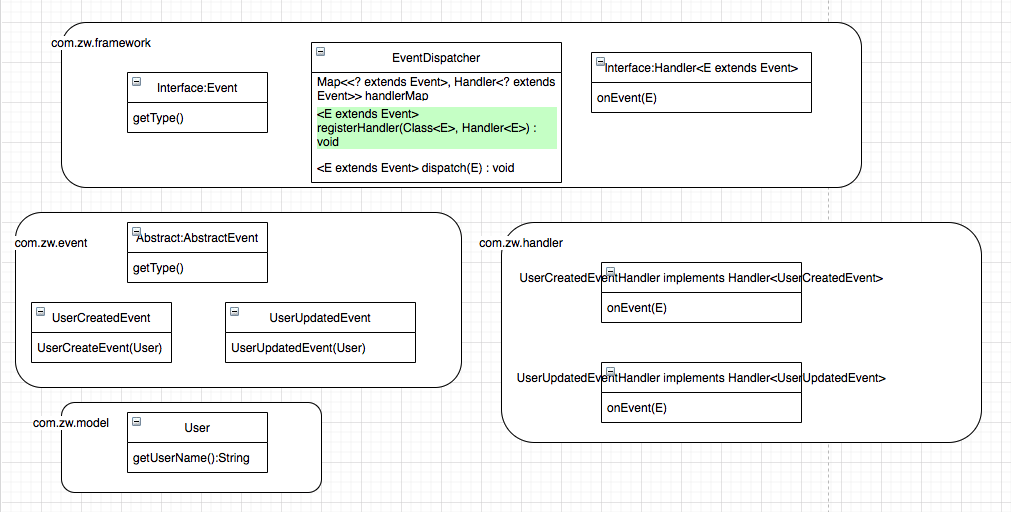 com.zw.framework
Interface:Event
getType()
EventDispatcher
Map<<? extends Event>, Handler<? extends
Event>> handlerMap
<E extends Event>
registerHandler(Class<E>, Handler<E>) :
void
<E extends Event> dispatch(E) : void
Interface:Handler<E extends Event>
onEvent(E)
com.zw.event
Abstract:AbstractEvent
getType()
UserCreatedEvent
UserCreateEvent(User)
UserUpdatedEvent
UserUpdatedEvent(User)
com.zw.handler
UserCreatedEventHandler implements Handler<UserCreatedEvent>
onEvent(E)
UserUpdatedEventHandler implements Handler<UserUpdatedEvent>
onEvent(E)
com.zw.model
User
getUserName():String